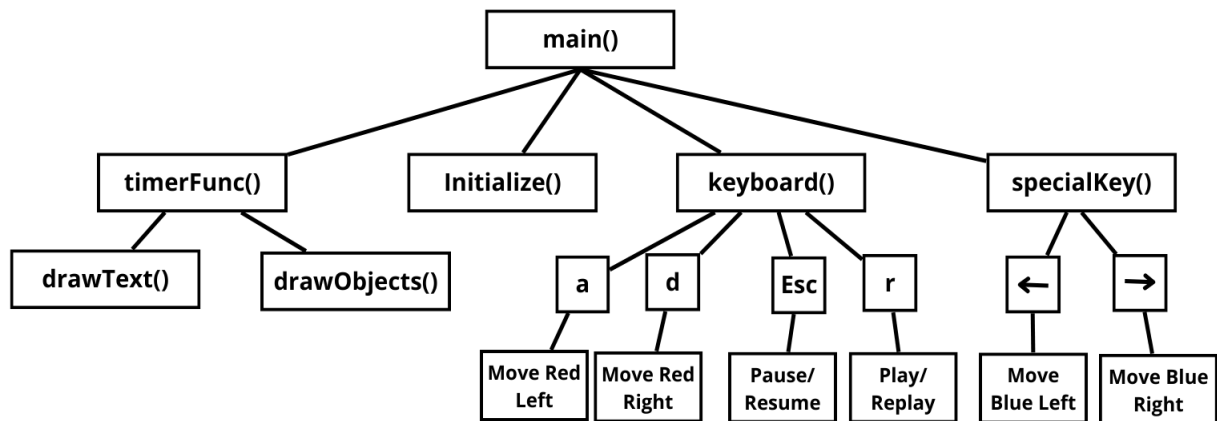 main()
timerFunc()
Initialize()
keyboard()
specialKey()
drawText()
drawObjects()
a
d
Esc
r
←
→
Move Red
Left
Move Red
Right
Pause/
Resume
Play/
Replay
Move
Blue Left
Move Blue
Right